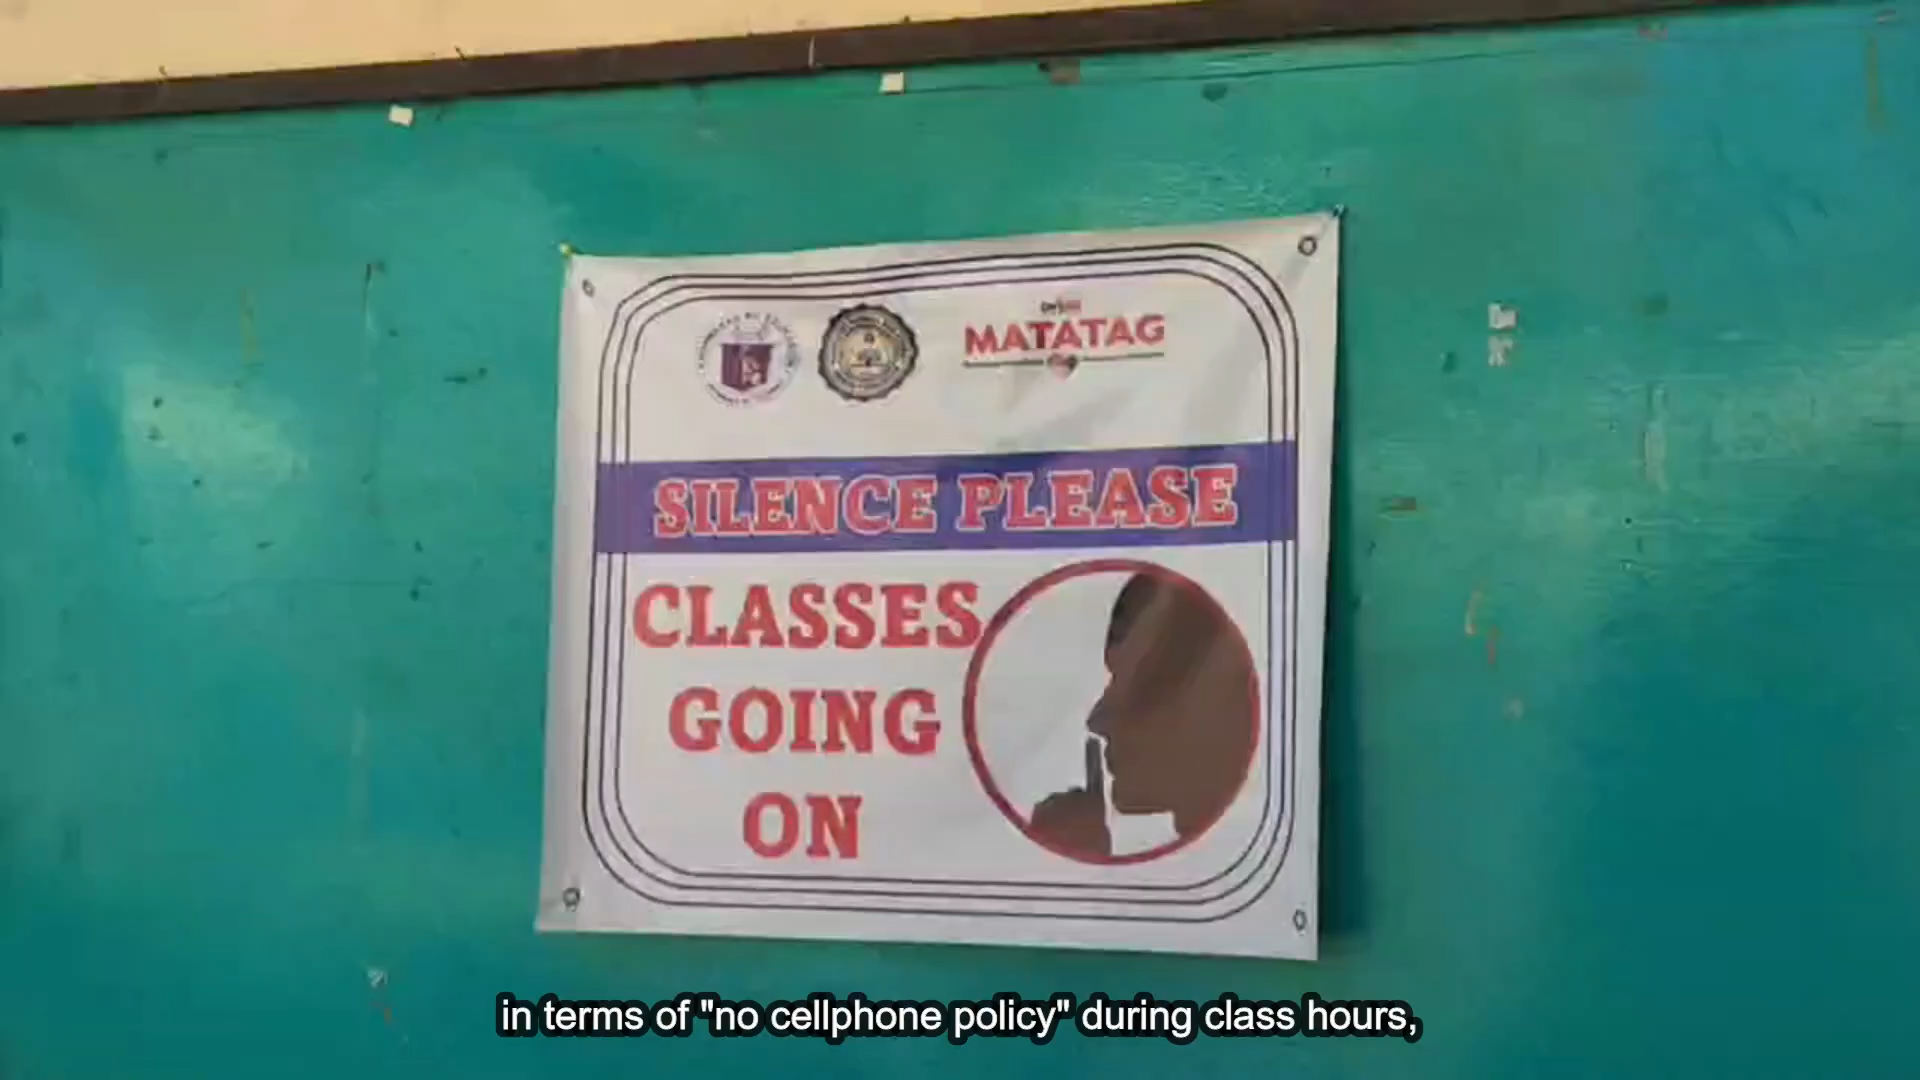 MATATAG
SILENCE PLEASE
CLASSES
GOING
ON
in terms of "no cellphone policy" during class hours,